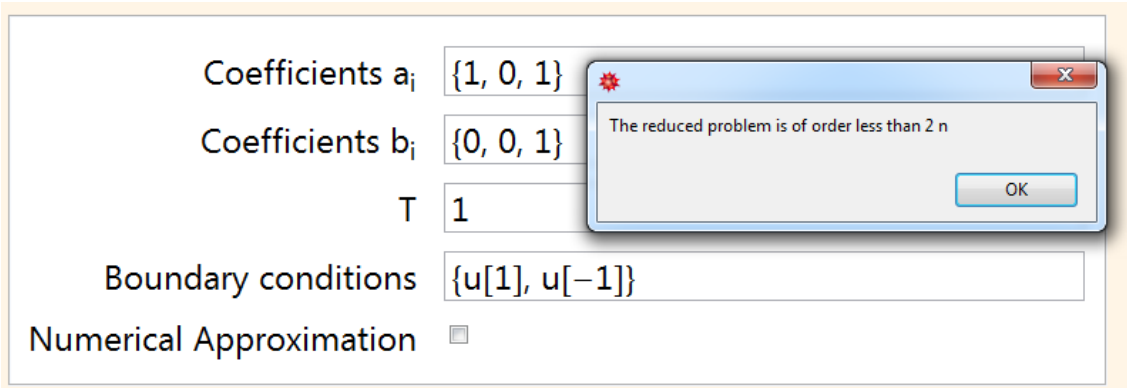 Coefficients aᵢ {1, 0, 1}
The reduced problem is of order less than 2 n
Coefficients bᵢ {0, 0, 1}
OK
T 1
Boundary conditions {u[1], u[−1]}
Numerical Approximation